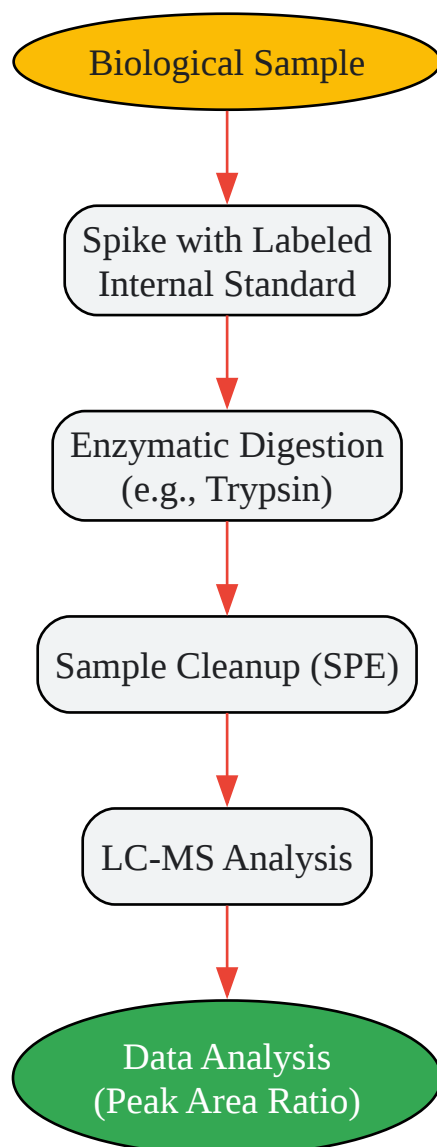 Biological Sample
Spike with Labeled
Internal Standard
Enzymatic Digestion
(e.g., Trypsin)
Sample Cleanup (SPE)
LC-MS Analysis
Data Analysis
(Peak Area Ratio)